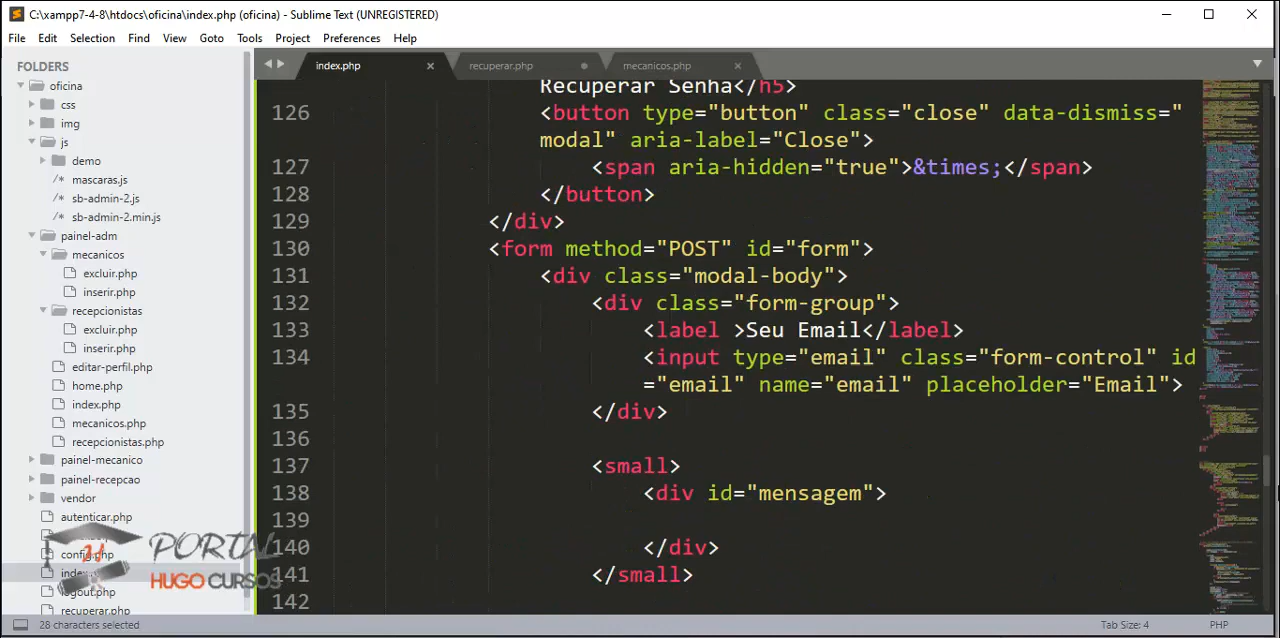 C:\xampp7-4-8\htdocs\oficina\index.php (oficina) - Sublime Text (UNREGISTERED)
File Edit Selection Find View Goto Tools Project Preferences Help
FOLDERS
oficina
css
img
js
demo
mascaras.js
sb-admin-2.js
sb-admin-2.min.js
painel-adm
mecanicos
excluir.php
inserir.php
recepcionistas
excluir.php
inserir.php
editar-perfil.php
home.php
index.php
mecanicos.php
recepcionistas.php
painel-mecanico
painel-recepcao
vendor
autenticar.php
config.php
logout.php
recuperar.php
PORTAL
HUGO CURSOS
index.php recuperar.php mecanicos.php
Recuperar Senha</h5>
126 <button type="button" class="close" data-dismiss="
modal" aria-label="Close">
127 <span aria-hidden="true">&times;</span>
128 </button>
129 </div>
130 <form method="POST" id="form">
131 <div class="modal-body">
132 <div class="form-group">
133 <label >Seu Email</label>
134 <input type="email" class="form-control" id
="email" name="email" placeholder="Email">
135 </div>
136
137 <small>
138 <div id="mensagem">
139
140 </div>
141 </small>
142
28 characters selected Tab Size: 4 PHP